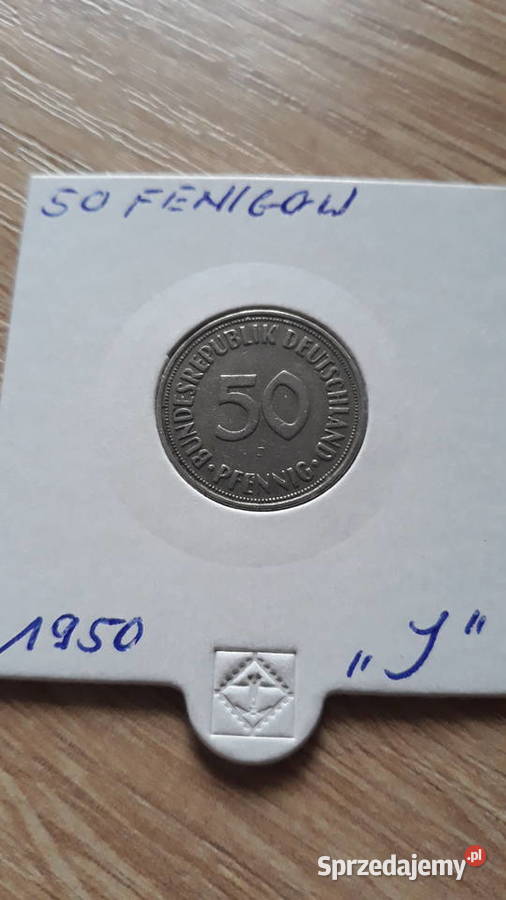 50 FENIGOW
BUNDESREPUBLIK DEUTSCHLAND
50
J
• PFENNIG •
1950
„J"
Sprzedajemy.pl